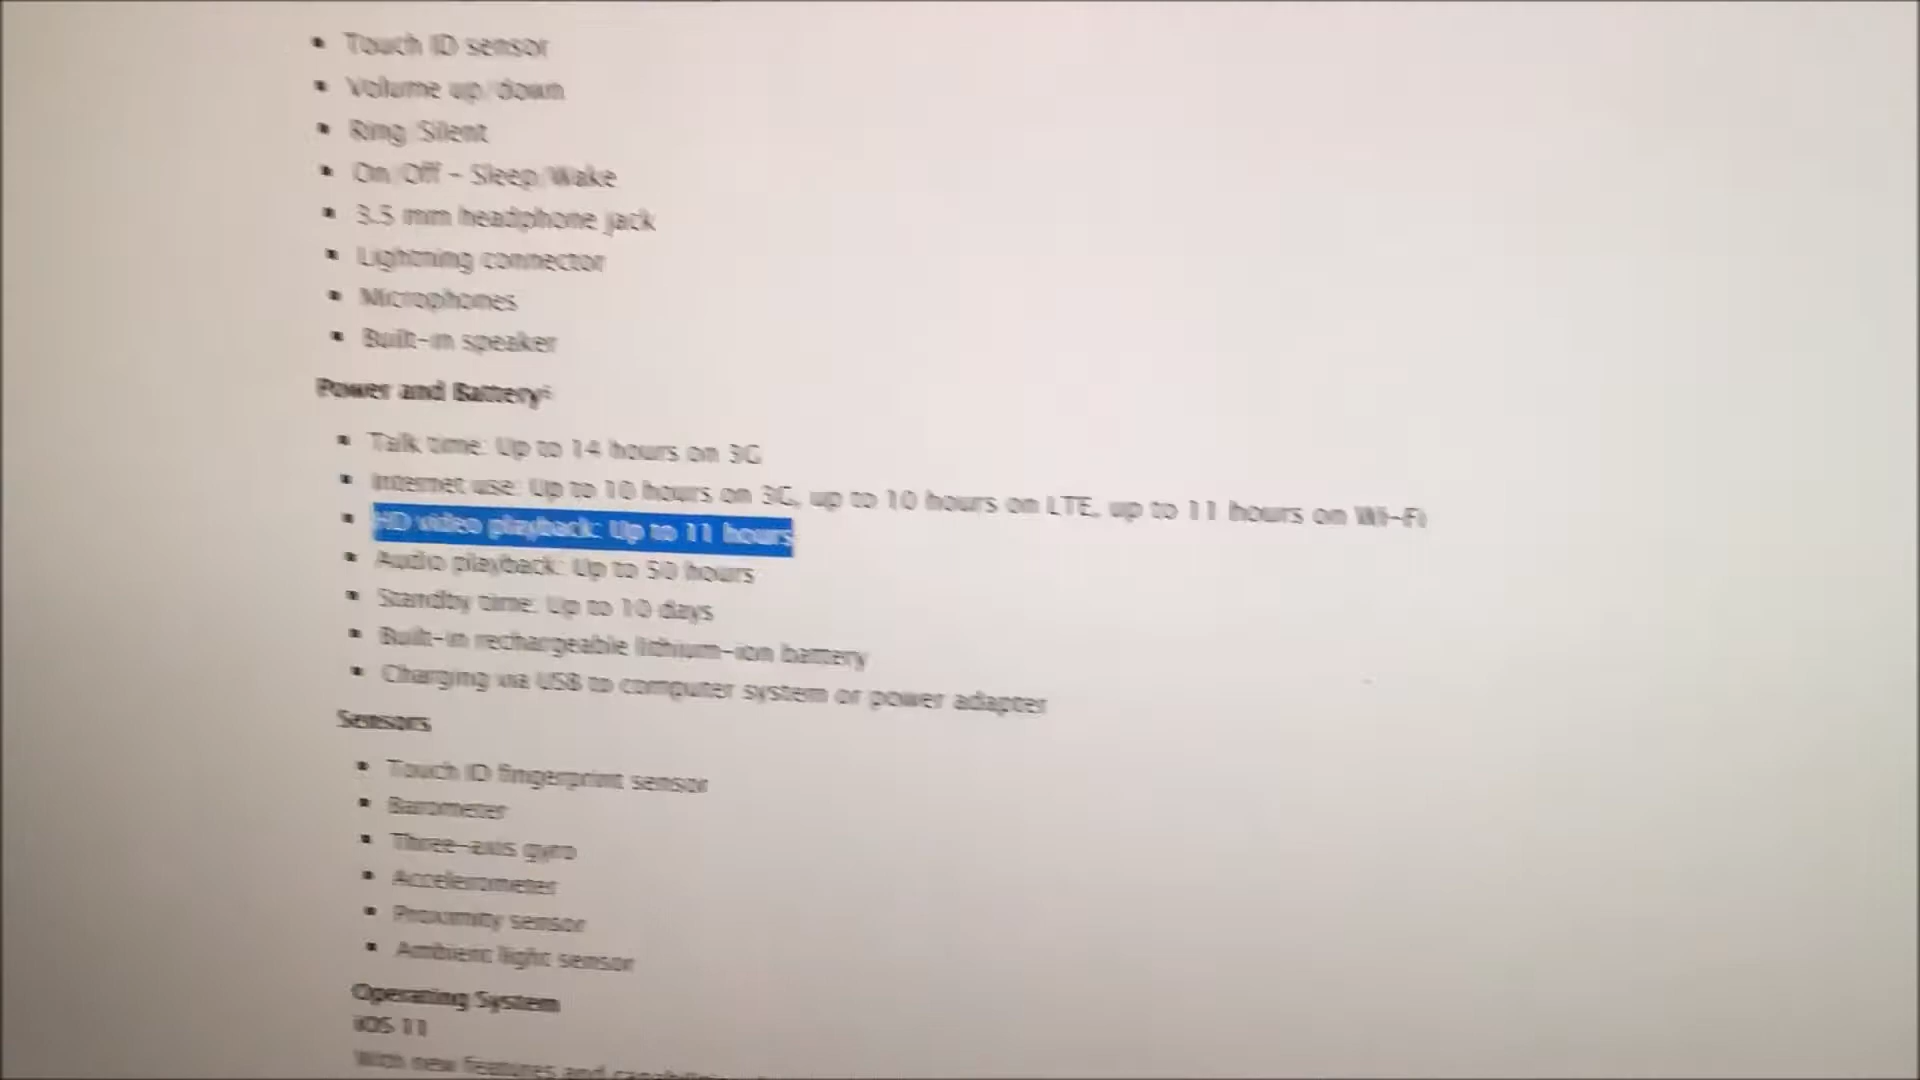 Touch ID sensor
Volume up/down
Ring/Silent
On/Off - Sleep/Wake
3.5 mm headphone jack
Lightning connector
Microphones
Built-in speaker
Power and Battery
Talk time: Up to 14 hours on 3G
Internet use: Up to 10 hours on 3G, up to 10 hours on LTE, up to 11 hours on Wi-Fi
HD video playback: Up to 11 hours
Audio playback: Up to 50 hours
Standby time: Up to 10 days
Built-in rechargeable lithium-ion battery
Charging via USB to computer system or power adapter
Sensors
Touch ID fingerprint sensor
Barometer
Three-axis gyro
Accelerometer
Proximity sensor
Ambient light sensor
Operating System
iOS 11
With new features and